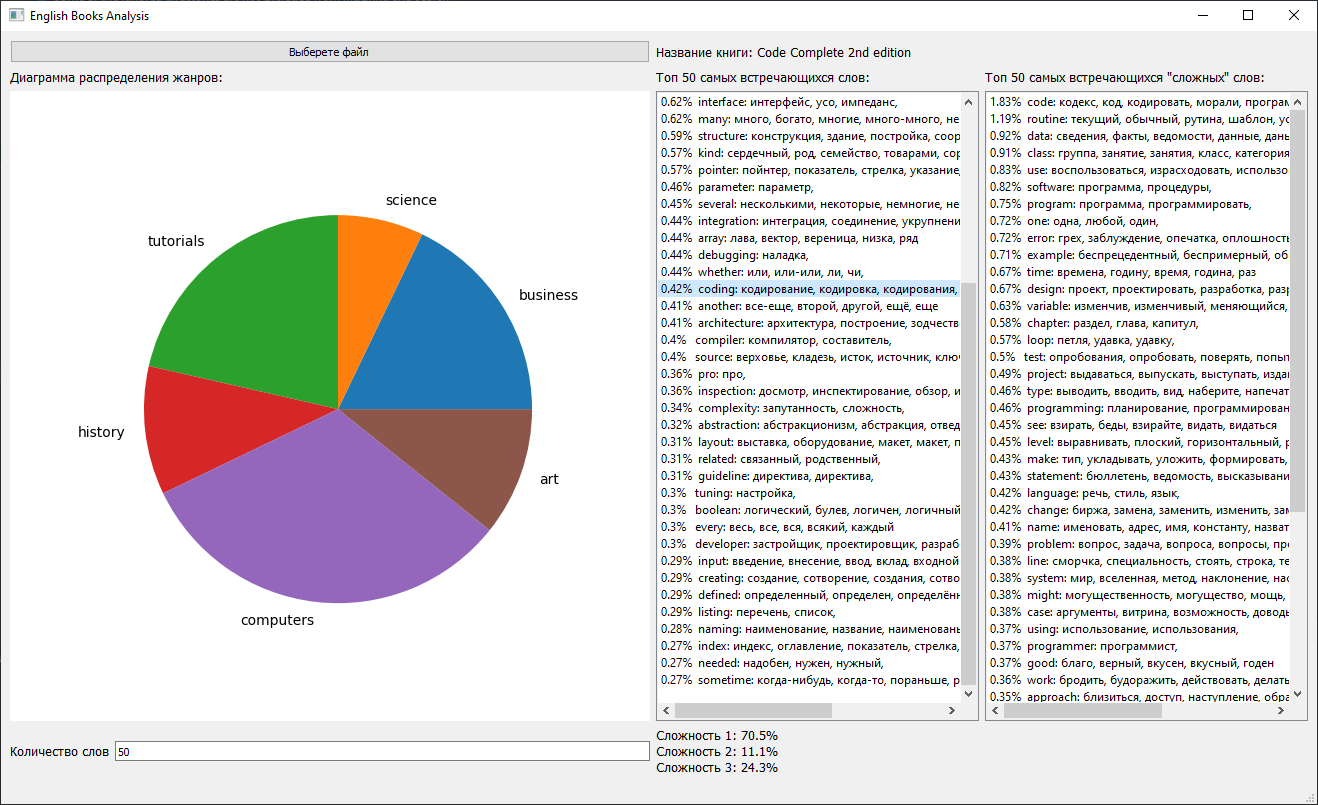 English Books Analysis
Выберете файл
Диаграмма распределения жанров:
science
tutorials
business
history
art
computers
Количество слов 50
Название книги: Code Complete 2nd edition
Топ 50 самых встречающихся слов:
0.62% interface: интерфейс, усо, импеданс,
0.62% many: много, богато, многие, много-много, не
0.59% structure: конструкция, здание, постройка, соор
0.57% kind: сердечный, род, семейство, товарами, сор
0.57% pointer: пойнтер, показатель, стрелка, указание,
0.46% parameter: параметр,
0.45% several: несколькими, некоторые, немногие, не
0.44% integration: интеграция, соединение, укрупнени
0.44% array: лава, вектор, вереница, низка, ряд
0.44% debugging: наладка,
0.44% whether: или, или-или, ли, чи,
0.42% coding: кодирование, кодировка, кодирования,
0.41% another: все-еще, второй, другой, ещё, еще
0.41% architecture: архитектура, построение, зодчеств
0.4% compiler: компилятор, составитель,
0.4% source: верховье, кладезь, исток, источник, клю
0.36% pro: про,
0.36% inspection: досмотр, инспектирование, обзор, и
0.34% complexity: запутанность, сложность,
0.32% abstraction: абстракционизм, абстракция, отвед
0.31% layout: выставка, оборудование, макет, макет, п
0.31% related: связанный, родственный,
0.31% guideline: директива, директива,
0.3% tuning: настройка,
0.3% boolean: логический, булев, логичен, логичный
0.3% every: весь, все, вся, всякий, каждый
0.3% developer: застройщик, проектировщик, разраб
0.29% input: введение, внесение, ввод, вклад, входной
0.29% creating: создание, сотворение, создания, сотво
0.29% defined: определенный, определен, определённ
0.29% listing: перечень, список,
0.28% naming: наименование, название, наименовань
0.27% index: индекс, оглавление, показатель, стрелка,
0.27% needed: надобен, нужен, нужный,
0.27% sometime: когда-нибудь, когда-то, пораньше, р
Топ 50 самых встречающихся "сложных" слов:
1.83% code: кодекс, код, кодировать, морали, програм
1.19% routine: текущий, обычный, рутина, шаблон, ус
0.92% data: сведения, факты, ведомости, данные, дань
0.91% class: группа, занятие, занятия, класс, категория
0.83% use: воспользоваться, израсходовать, использо
0.82% software: программа, процедуры,
0.75% program: программа, программировать,
0.72% one: одна, любой, один,
0.72% error: грех, заблуждение, опечатка, оплошность
0.71% example: беспрецедентный, беспримерный, об
0.67% time: времена, годину, время, година, раз
0.67% design: проект, проектировать, разработка, разр
0.63% variable: изменчив, изменчивый, меняющийся,
0.58% chapter: раздел, глава, капитул,
0.57% loop: петля, удавка, удавку,
0.5% test: опробования, опробовать, поверять, попыт
0.49% project: выдаваться, выпускать, выступать, изда
0.46% type: выводить, вводить, вид, наберите, напечат
0.46% programming: планирование, программирован
0.45% see: взирать, беды, взирайте, видать, видаться
0.45% level: выравнивать, плоский, горизонтальный, р
0.43% make: тип, укладывать, уложить, формировать,
0.43% statement: бюллетень, ведомость, высказывани
0.42% language: речь, стиль, язык,
0.42% change: биржа, замена, заменить, изменить, зам
0.41% name: именовать, адрес, имя, константу, назват
0.39% problem: вопрос, задача, вопроса, вопросы, пр
0.38% line: сморчка, специальность, стоять, строка, те
0.38% system: мир, вселенная, метод, наклонение, нас
0.38% might: могущественность, могущество, мощь,
0.38% case: аргументы, витрина, возможность, довод
0.37% using: использование, использования,
0.37% programmer: программист,
0.37% good: благо, верный, вкусен, вкусный, годен
0.36% work: бродить, будоражить, действовать, делать
0.35% approach: близиться, доступ, наступление, обра
Сложность 1: 70.5%
Сложность 2: 11.1%
Сложность 3: 24.3%